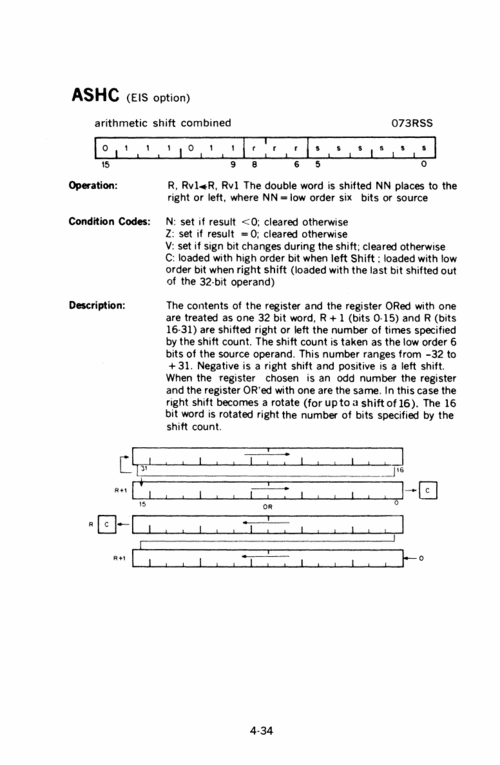 ASHC (EIS option)
arithmetic shift combined 073RSS
0 1 1 1 0 1 1 r r r s s s s s s
15 9 8 6 5 0
Operation: R, Rv1◄R, Rv1 The double word is shifted NN places to the
right or left, where NN = low order six bits or source
Condition Codes: N: set if result <0; cleared otherwise
Z: set if result =0; cleared otherwise
V: set if sign bit changes during the shift; cleared otherwise
C: loaded with high order bit when left Shift ; loaded with low
order bit when right shift (loaded with the last bit shifted out
of the 32-bit operand)
Description: The contents of the register and the register ORed with one
are treated as one 32 bit word, R + 1 (bits 0-15) and R (bits
16-31) are shifted right or left the number of times specified
by the shift count. The shift count is taken as the low order 6
bits of the source operand. This number ranges from -32 to
+31. Negative is a right shift and positive is a left shift.
When the register chosen is an odd number the register
and the register OR'ed with one are the same. In this case the
right shift becomes a rotate (for up to a shift of 16). The 16
bit word is rotated right the number of bits specified by the
shift count.
31 16
R+1 C
15 0
OR
R C
R+1 0
4-34